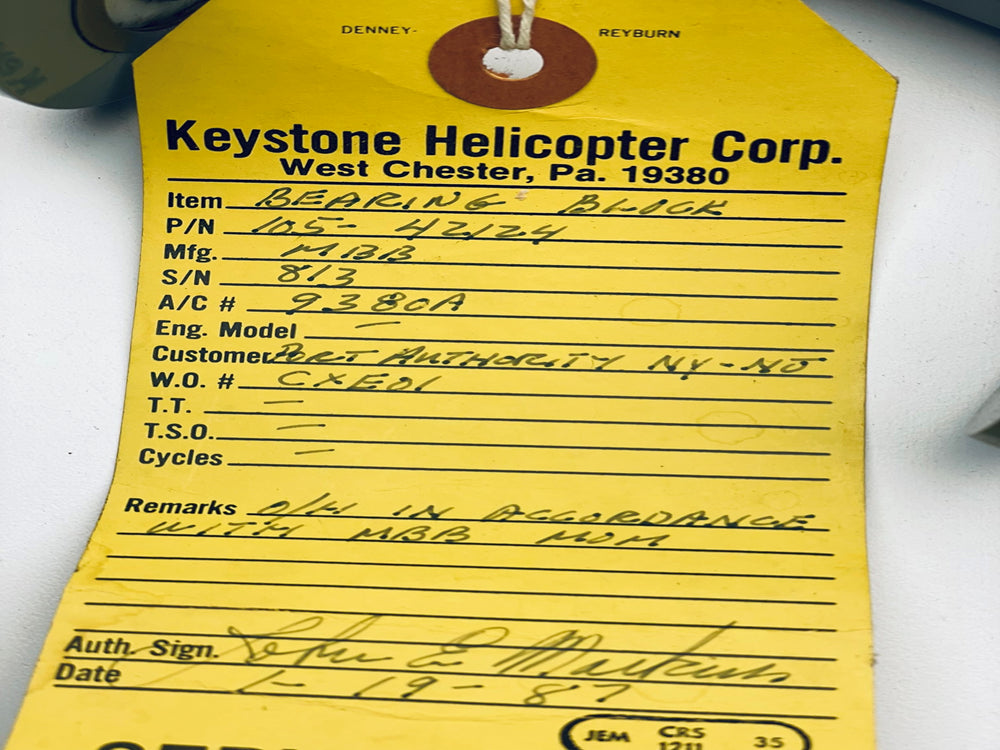 DENNEY- REYBURN
Keystone Helicopter Corp.
West Chester, Pa. 19380
Item BEARING BLOCK
P/N 105-42124
Mfg. MBB
S/N 813
A/C # 9380A
Eng. Model —
Customer PORT AUTHORITY NY-NJ
W.O. # CXE01
T.T. —
T.S.O. —
Cycles —
Remarks O/H IN ACCORDANCE
WITH MBB MOM
Auth. Sign. John E
Date 1-19-87
JEM CRS 35
1211